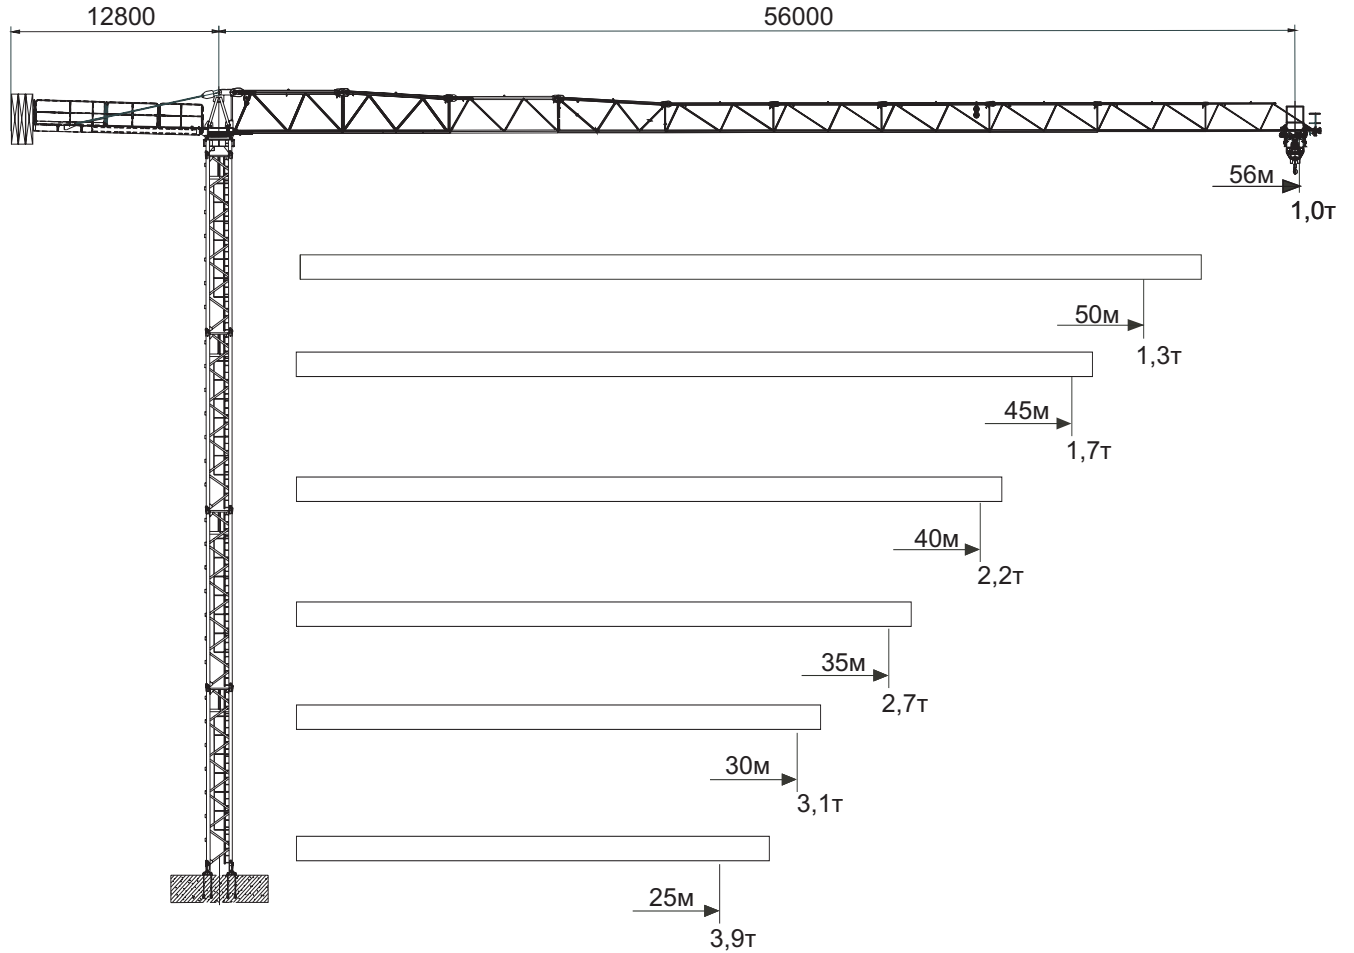 12800
56000
56м
1,0т
50м
1,3т
45м
1,7т
40м
2,2т
35м
2,7т
30м
3,1т
25м
3,9т